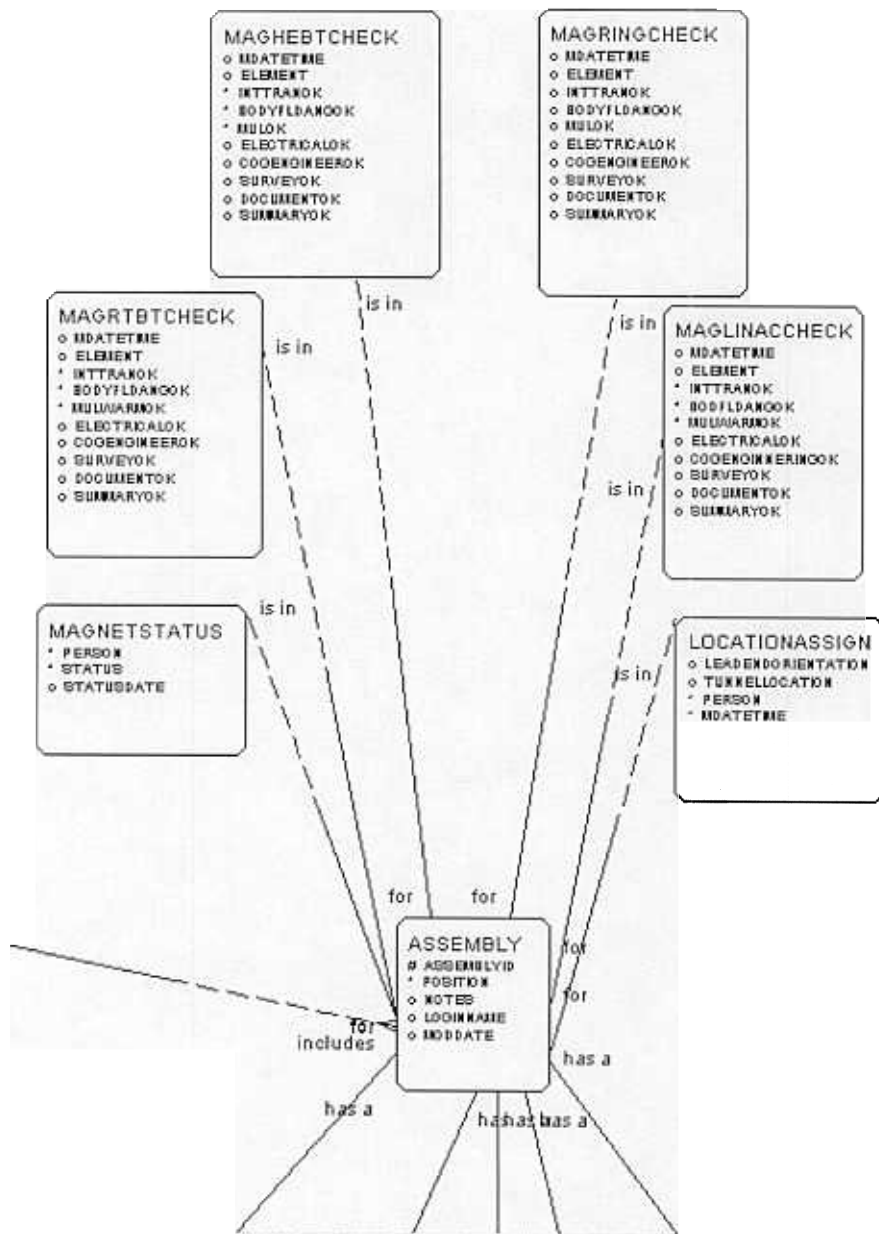 MAGHEBTCHECK
o MDATETIME
o ELEMENT
* INTTRANOK
* BODYFLDANGOK
* MULOK
o ELECTRICALOK
o COGENGINEEROK
o SURVEYOK
o DOCUMENTOK
o SUMMARYOK
MAGRINGCHECK
o MDATETIME
o ELEMENT
o INTTRANOK
o BODYFLDANGOK
o MULOK
o ELECTRICALOK
o COGENGINEEROK
o SURVEYOK
o DOCUMENTOK
o SUMMARYOK
is in
is in
is in
MAGRTBTCHECK
o MDATETIME
o ELEMENT
* INTTRANOK
* BODYFLDANGOK
* MULWARMOK
o ELECTRICALOK
o COGENGINEEROK
o SURVEYOK
o DOCUMENTOK
o SUMMARYOK
MAGLINACCHECK
o MDATETIME
o ELEMENT
* INTTRANOK
* BODFLDANGOK
* MULWARMOK
o ELECTRICALOK
o COGENGINNERINGOK
o SURVEYOK
o DOCUMENTOK
o SUMMARYOK
is in
is in
is in
MAGNETSTATUS
* PERSON
* STATUS
o STATUSDATE
LOCATIONASSIGN
o LEADENDORIENTATION
o TUNNELLOCATION
* PERSON
* MDATETIME
for
for
ASSEMBLY
# ASSEMBLYID
* POSITION
o NOTES
o LOGINNAME
o MODDATE
for
for
for
includes
has a
has a
has a